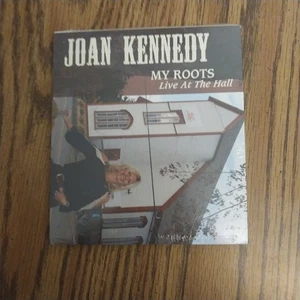 JOAN KENNEDY
MY ROOTS
Live At The Hall